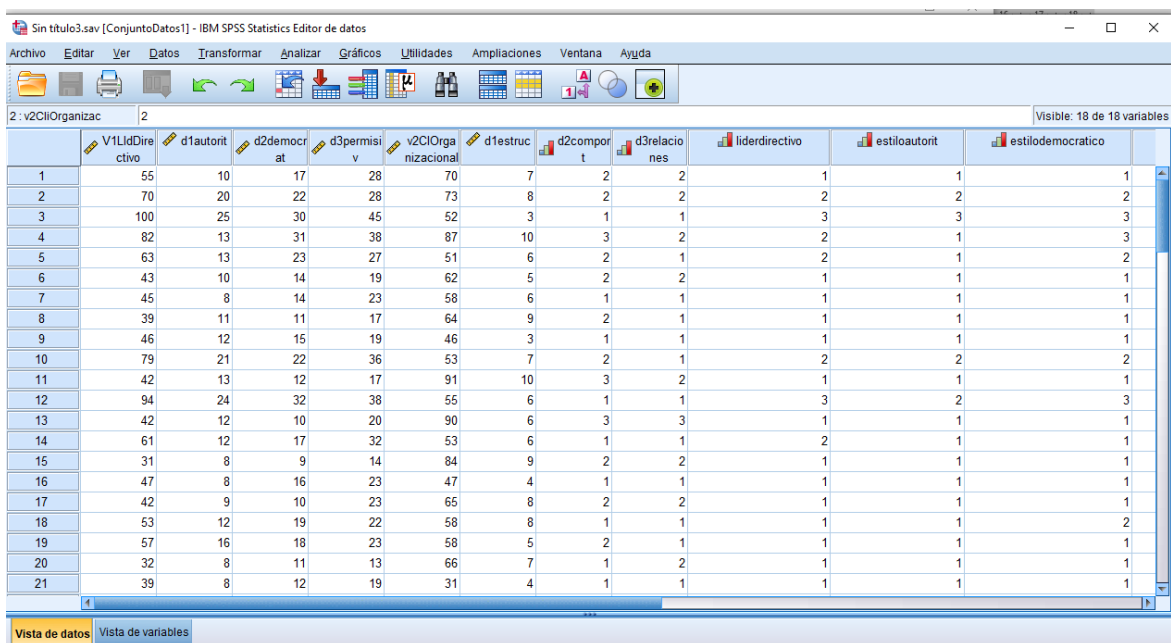 Sin título3.sav [ConjuntoDatos1] - IBM SPSS Statistics Editor de datos
Archivo Editar Ver Datos Transformar Analizar Gráficos Utilidades Ampliaciones Ventana Ayuda
2 : v2CliOrganizac 2 Visible: 18 de 18 variables
V1LIdDirectivo d1autorit d2democrat d3permisiv v2ClOrganizacional d1estruc d2comport d3relaciones liderdirectivo estiloautorit estilodemocratico
1 55 10 17 28 70 7 2 2 1 1 1
2 70 20 22 28 73 8 2 2 2 2 2
3 100 25 30 45 52 3 1 1 3 3 3
4 82 13 31 38 87 10 3 2 2 1 3
5 63 13 23 27 51 6 2 1 2 1 2
6 43 10 14 19 62 5 2 2 1 1 1
7 45 8 14 23 58 6 1 1 1 1 1
8 39 11 11 17 64 9 2 1 1 1 1
9 46 12 15 19 46 3 1 1 1 1 1
10 79 21 22 36 53 7 2 1 2 2 2
11 42 13 12 17 91 10 3 2 1 1 1
12 94 24 32 38 55 6 1 1 3 2 3
13 42 12 10 20 90 6 3 3 1 1 1
14 61 12 17 32 53 6 1 1 2 1 1
15 31 8 9 14 84 9 2 2 1 1 1
16 47 8 16 23 47 4 1 1 1 1 1
17 42 9 10 23 65 8 2 2 1 1 1
18 53 12 19 22 58 8 1 1 1 1 2
19 57 16 18 23 58 5 2 1 1 1 1
20 32 8 11 13 66 7 1 2 1 1 1
21 39 8 12 19 31 4 1 1 1 1 1
Vista de datos Vista de variables